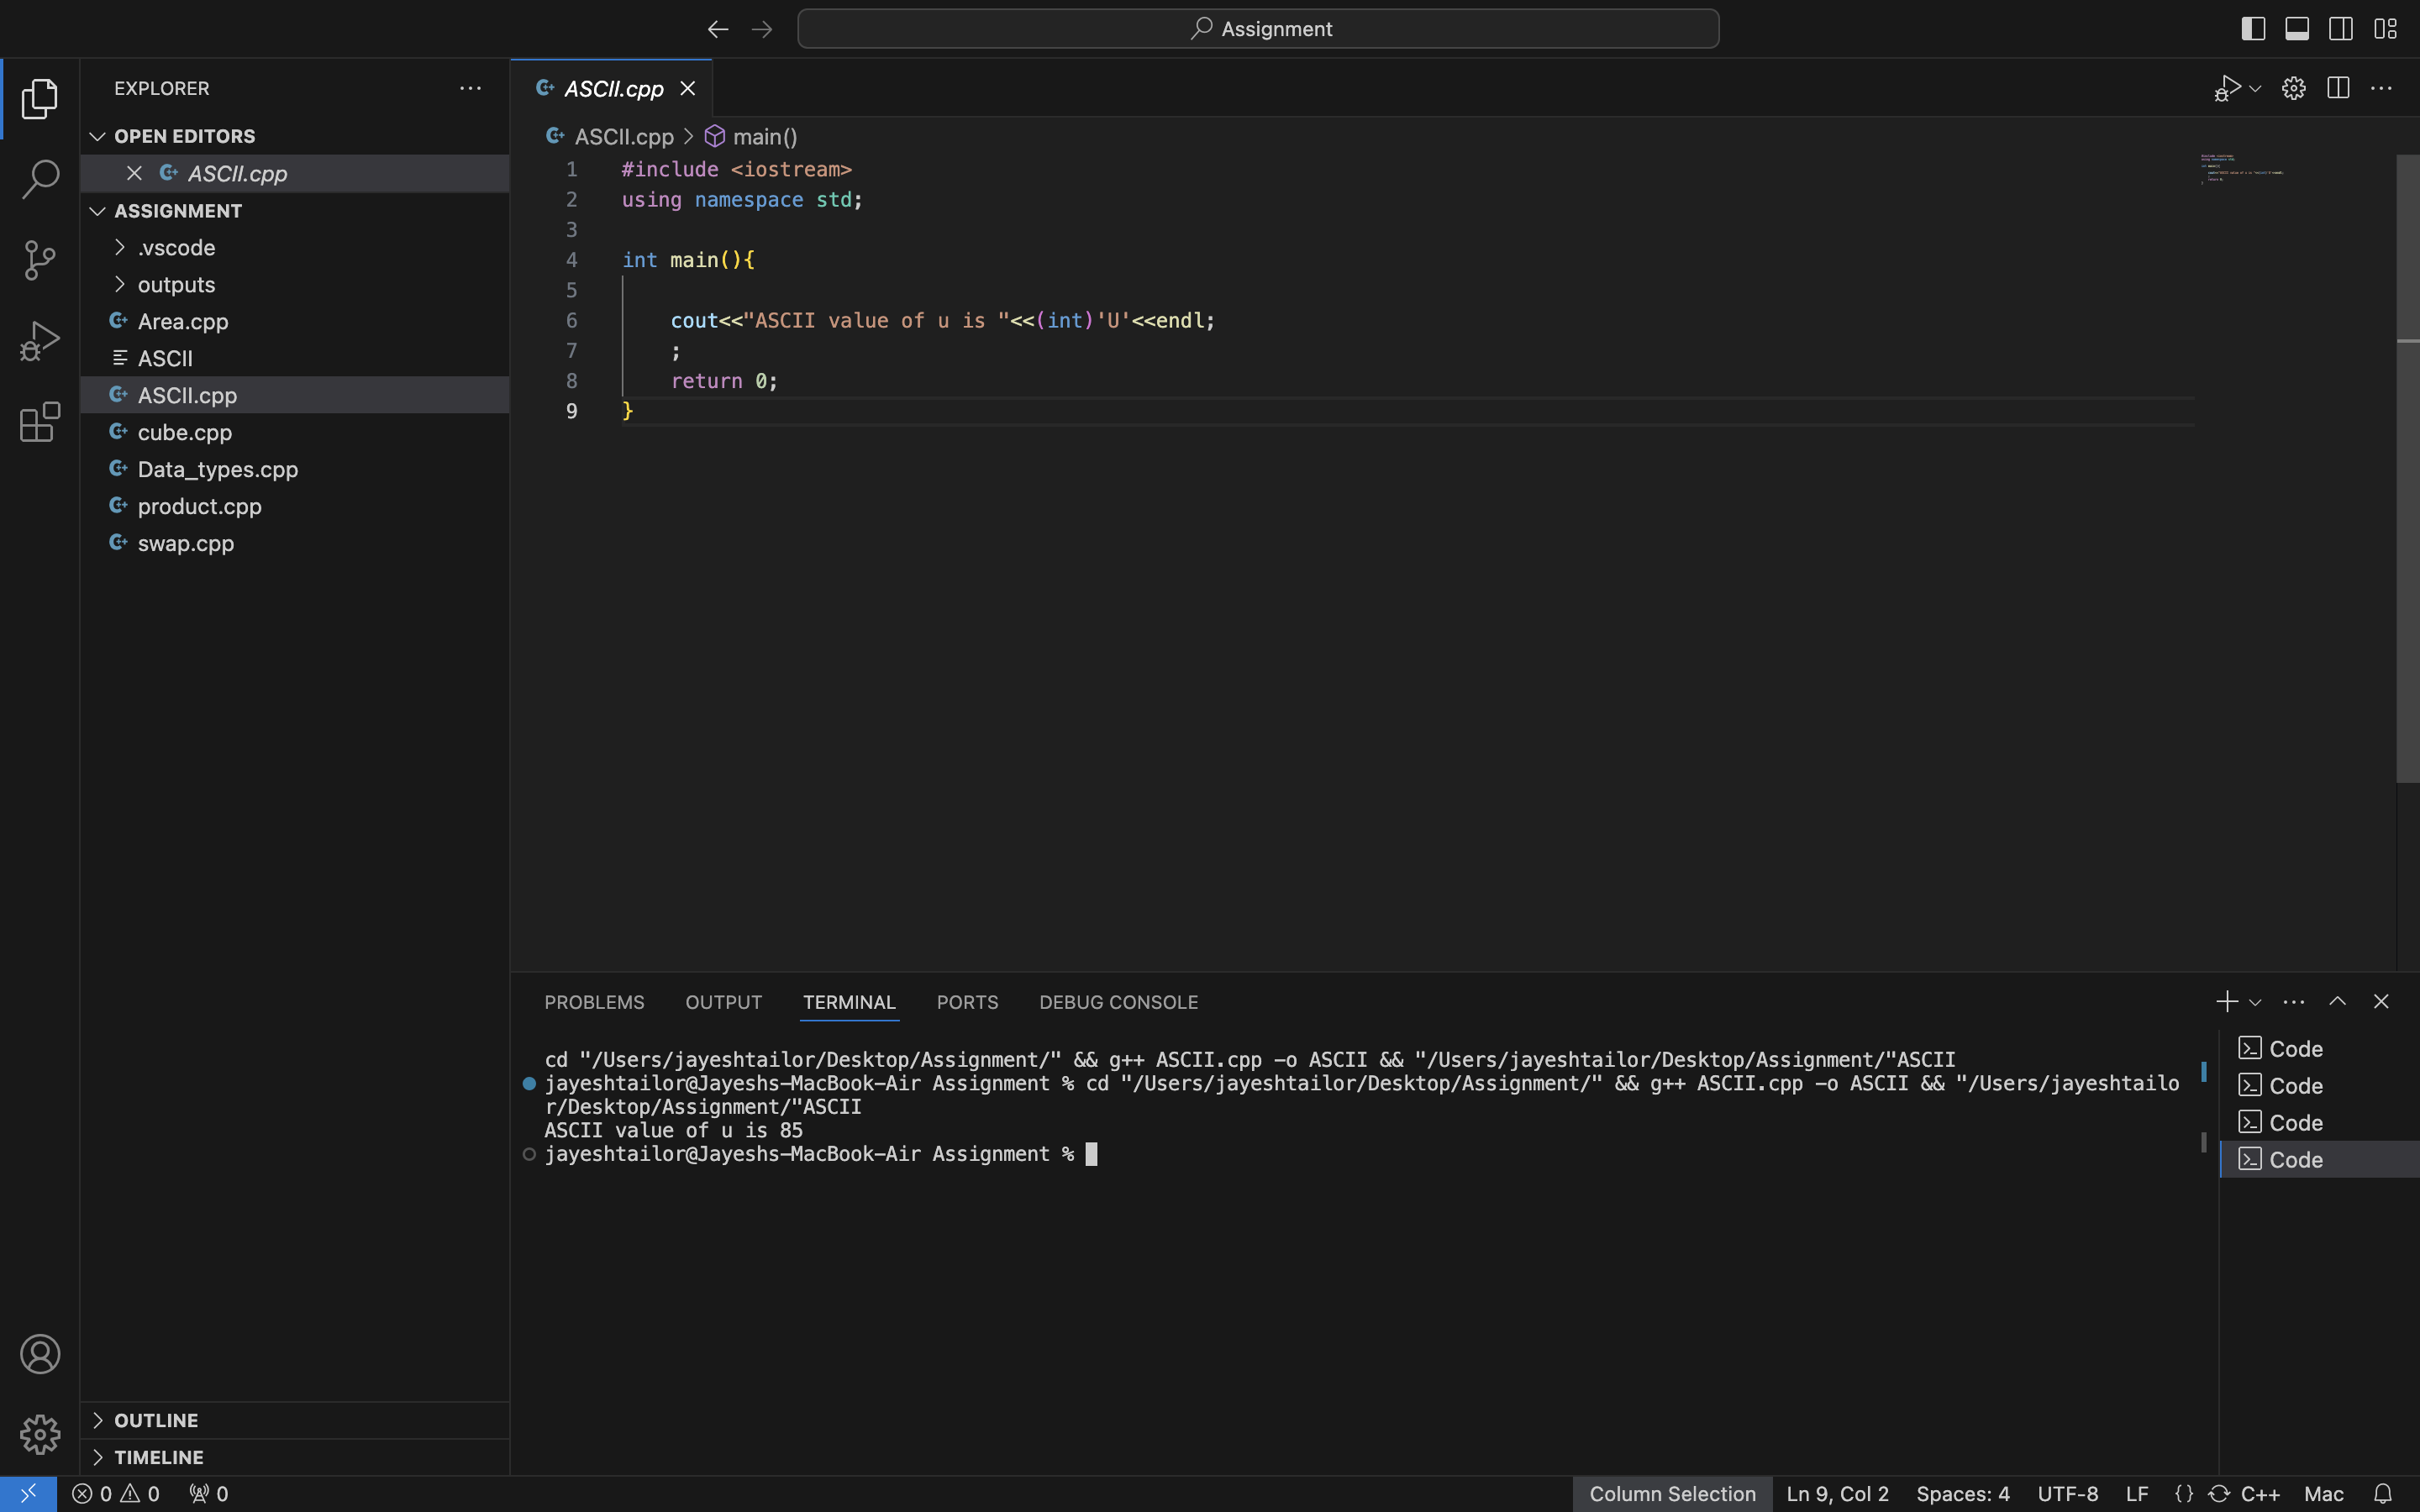 Assignment
EXPLORER
OPEN EDITORS
ASCII.cpp
ASSIGNMENT
.vscode
outputs
Area.cpp
ASCII
ASCII.cpp
cube.cpp
Data_types.cpp
product.cpp
swap.cpp
OUTLINE
TIMELINE
ASCII.cpp
ASCII.cpp > main()
1 #include <iostream>
2 using namespace std;
3
4 int main(){
5
6 cout<<"ASCII value of u is "<<(int)'U'<<endl;
7 ;
8 return 0;
9 }
PROBLEMS OUTPUT TERMINAL PORTS DEBUG CONSOLE
cd "/Users/jayeshtailor/Desktop/Assignment/" && g++ ASCII.cpp -o ASCII && "/Users/jayeshtailor/Desktop/Assignment/"ASCII
jayeshtailor@Jayeshs-MacBook-Air Assignment % cd "/Users/jayeshtailor/Desktop/Assignment/" && g++ ASCII.cpp -o ASCII && "/Users/jayeshtailo
r/Desktop/Assignment/"ASCII
ASCII value of u is 85
jayeshtailor@Jayeshs-MacBook-Air Assignment %
Code
Code
Code
Code
0 0 0 Column Selection Ln 9, Col 2 Spaces: 4 UTF-8 LF {} C++ Mac